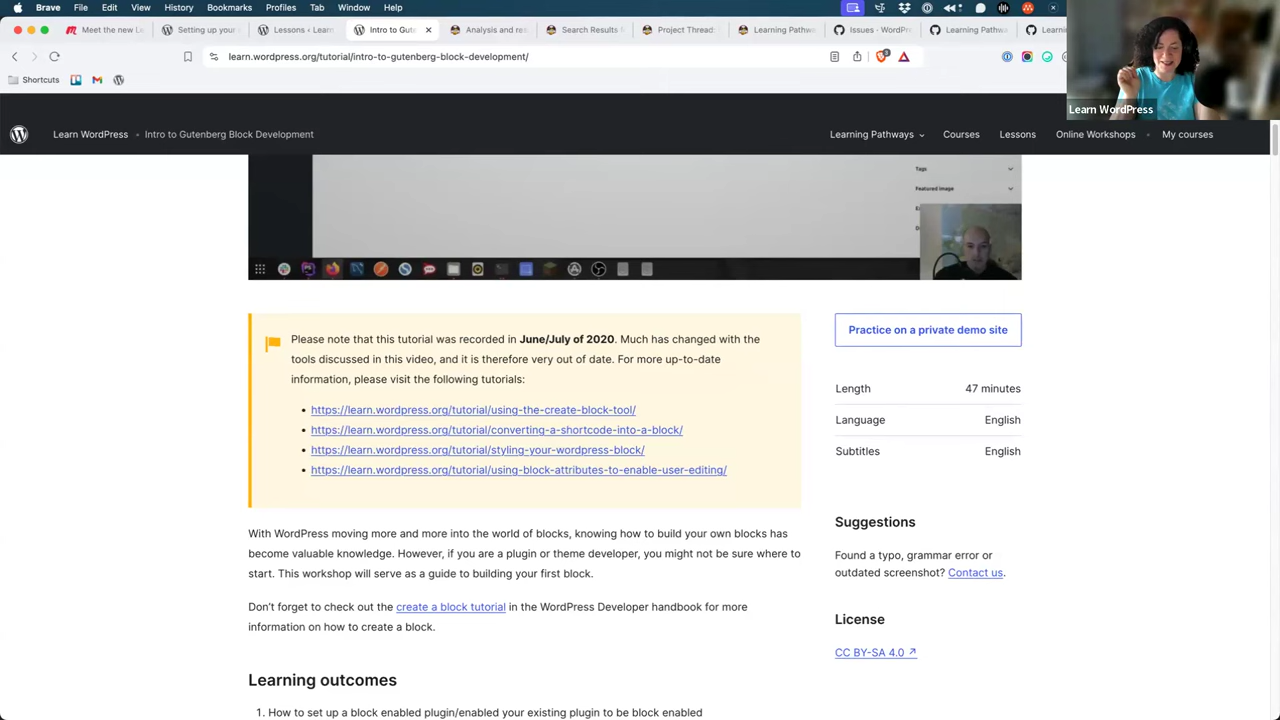 Brave File Edit View History Bookmarks Profiles Tab Window Help
Meet the new Le
Setting up your
Lessons ‹ Learn
Intro to Gute
Analysis and res
Search Results f
Project Thread:
Learning Pathwa
Issues · WordPr
Learning Pathwa
Learnin
learn.wordpress.org/tutorial/intro-to-gutenberg-block-development/
Shortcuts
Learn WordPress
Learn WordPress • Intro to Gutenberg Block Development
Learning Pathways Courses Lessons Online Workshops • My courses
Tags
Featured image
Please note that this tutorial was recorded in June/July of 2020. Much has changed with the
tools discussed in this video, and it is therefore very out of date. For more up-to-date
information, please visit the following tutorials:
• https://learn.wordpress.org/tutorial/using-the-create-block-tool/
• https://learn.wordpress.org/tutorial/converting-a-shortcode-into-a-block/
• https://learn.wordpress.org/tutorial/styling-your-wordpress-block/
• https://learn.wordpress.org/tutorial/using-block-attributes-to-enable-user-editing/
With WordPress moving more and more into the world of blocks, knowing how to build your own blocks has
become valuable knowledge. However, if you are a plugin or theme developer, you might not be sure where to
start. This workshop will serve as a guide to building your first block.
Don't forget to check out the create a block tutorial in the WordPress Developer handbook for more
information on how to create a block.
Learning outcomes
1. How to set up a block enabled plugin/enabled your existing plugin to be block enabled
Practice on a private demo site
Length 47 minutes
Language English
Subtitles English
Suggestions
Found a typo, grammar error or
outdated screenshot? Contact us.
License
CC BY-SA 4.0 ↗